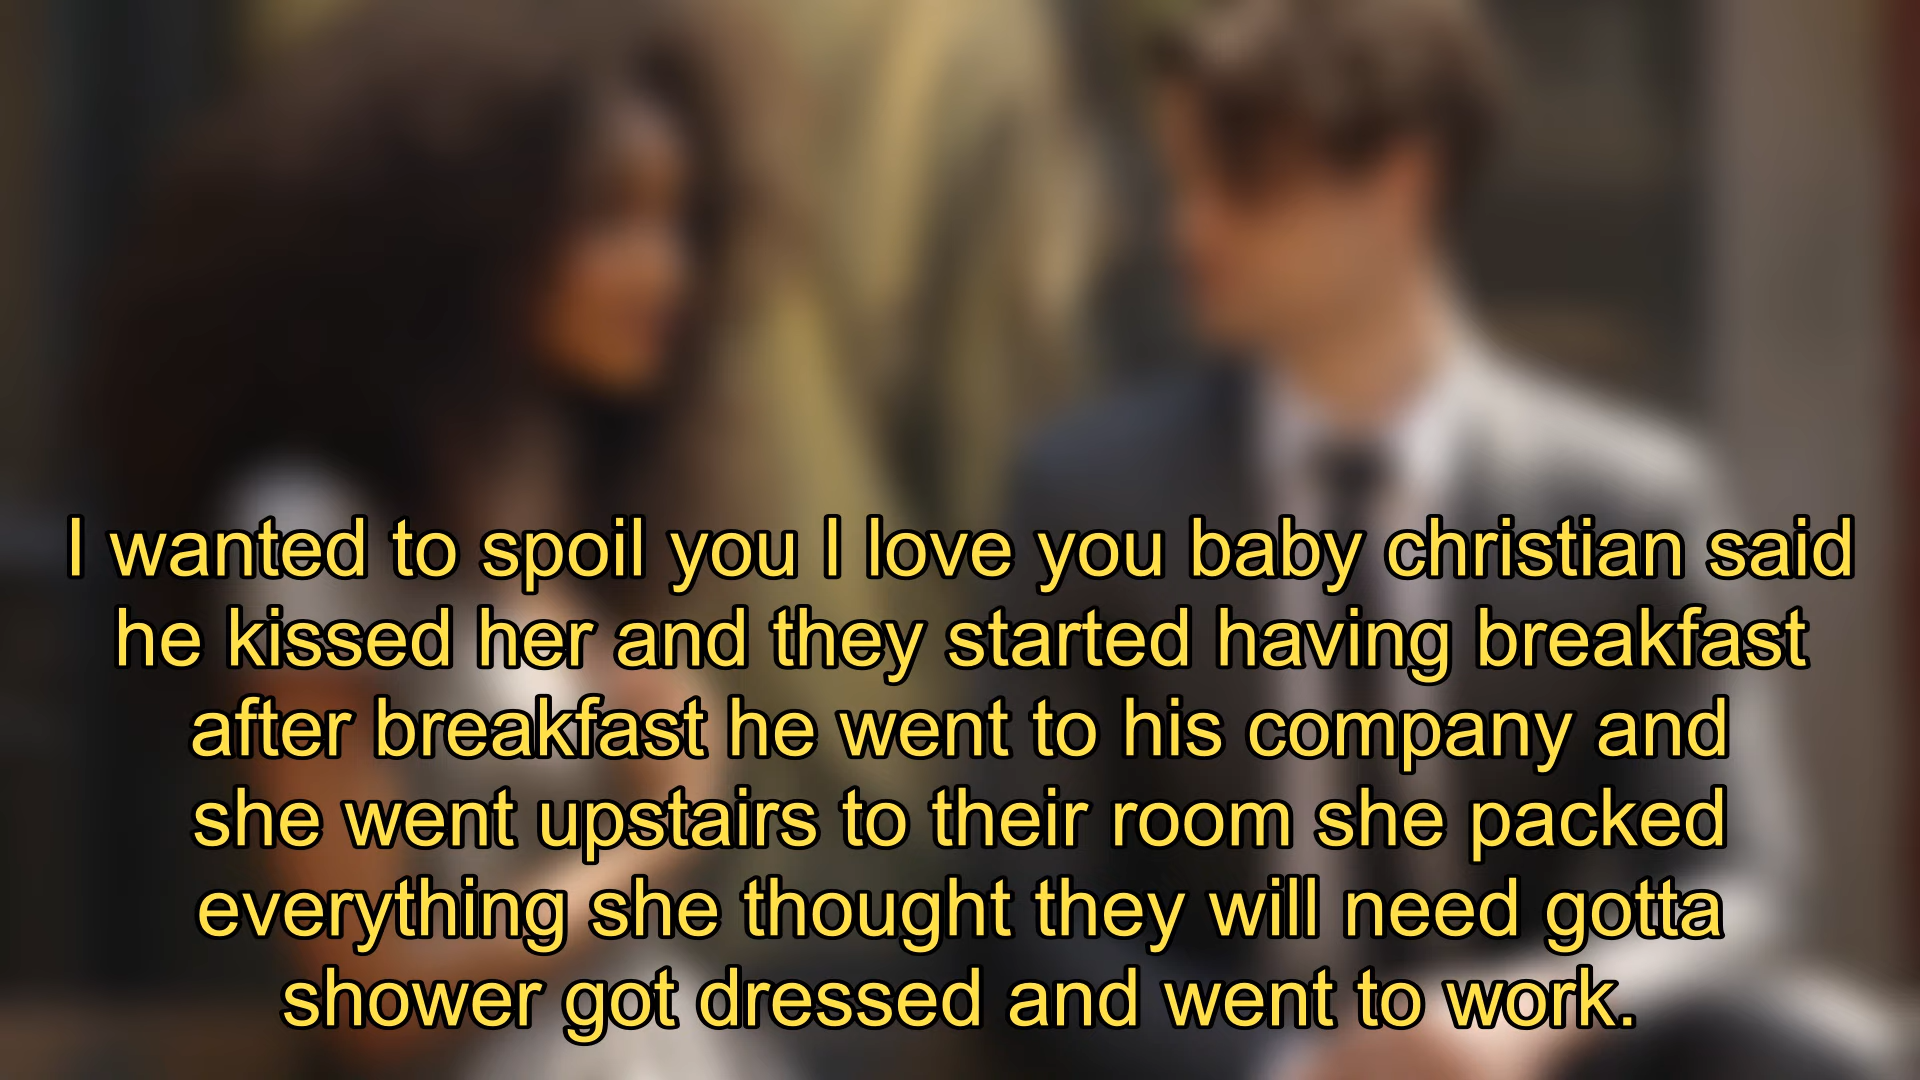 I wanted to spoil you I love you baby christian said
he kissed her and they started having breakfast
after breakfast he went to his company and
she went upstairs to their room she packed
everything she thought they will need gotta
shower got dressed and went to work.